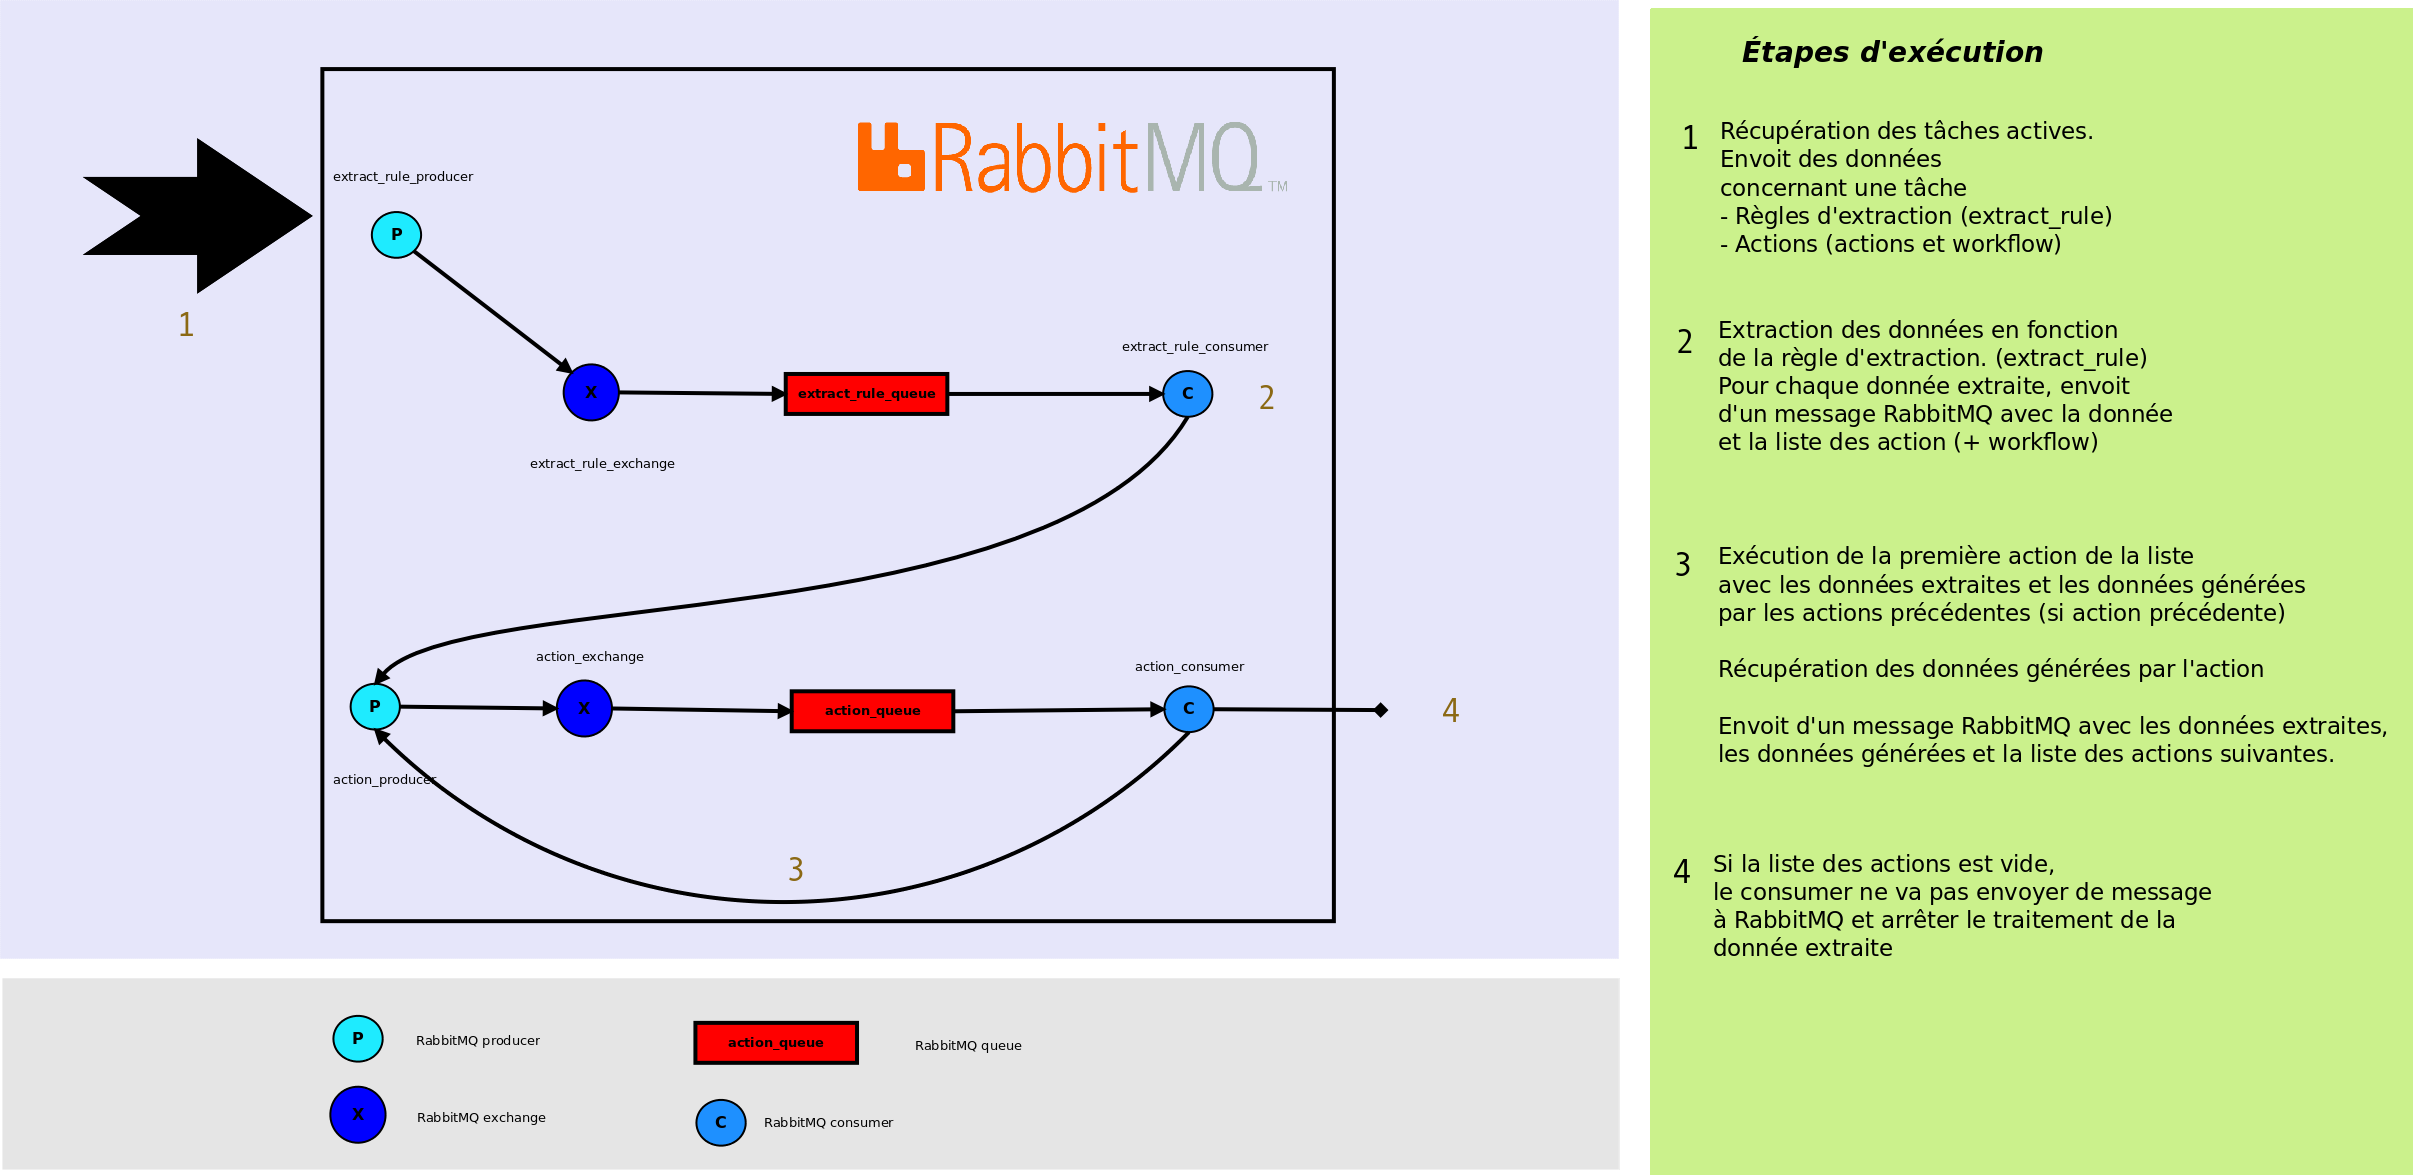 RabbitMQ™
extract_rule_producer
P
1
extract_rule_consumer
X
extract_rule_queue
C
2
extract_rule_exchange
action_exchange
action_consumer
P
X
action_queue
C
4
action_producer
3
P
RabbitMQ producer
action_queue
RabbitMQ queue
X
RabbitMQ exchange
C
RabbitMQ consumer
Étapes d'exécution
1
Récupération des tâches actives.
Envoit des données
concernant une tâche
- Règles d'extraction (extract_rule)
- Actions (actions et workflow)
2
Extraction des données en fonction
de la règle d'extraction. (extract_rule)
Pour chaque donnée extraite, envoit
d'un message RabbitMQ avec la donnée
et la liste des action (+ workflow)
3
Exécution de la première action de la liste
avec les données extraites et les données générées
par les actions précédentes (si action précédente)
Récupération des données générées par l'action
Envoit d'un message RabbitMQ avec les données extraites,
les données générées et la liste des actions suivantes.
4
Si la liste des actions est vide,
le consumer ne va pas envoyer de message
à RabbitMQ et arrêter le traitement de la
donnée extraite